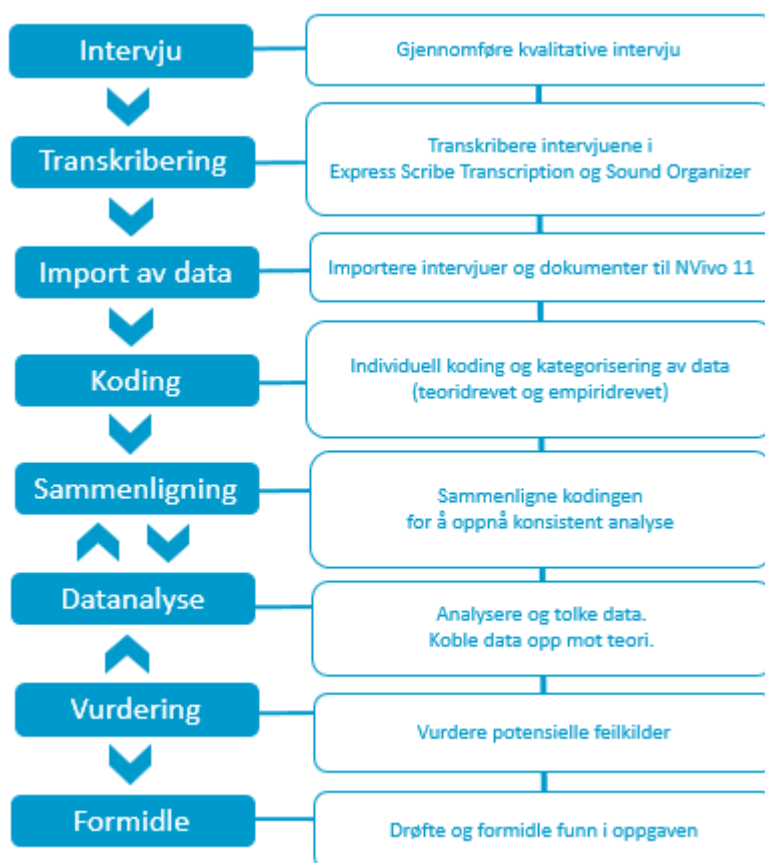 Intervju
Gjennomføre kvalitative intervju
Transkribering
Transkribere intervjuene i
Express Scribe Transcription og Sound Organizer
Import av data
Importere intervjuer og dokumenter til NVivo 11
Koding
Individuell koding og kategorisering av data
(teoridrevet og empiridrevet)
Sammenligning
Sammenligne kodingen
for å oppnå konsistent analyse
Datanalyse
Analysere og tolke data.
Koble data opp mot teori.
Vurdering
Vurdere potensielle feilkilder
Formidle
Drøfte og formidle funn i oppgaven